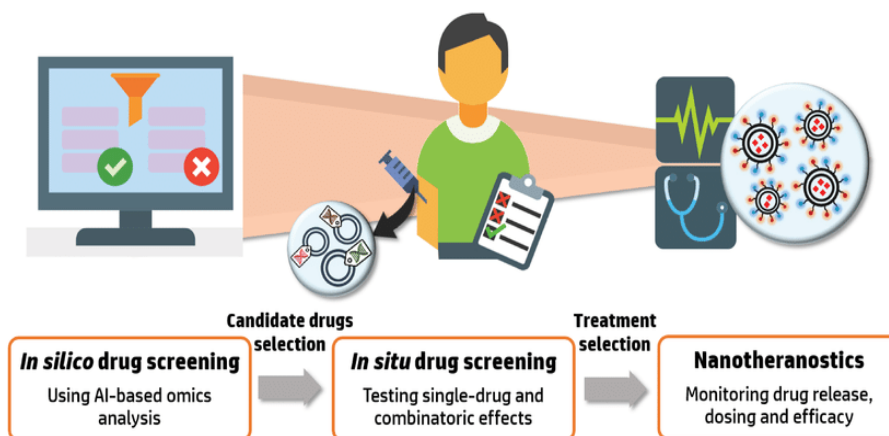 Candidate drugs
selection
Treatment
selection
In silico drug screening
Using AI-based omics
analysis
In situ drug screening
Testing single-drug and
combinatoric effects
Nanotheranostics
Monitoring drug release,
dosing and efficacy